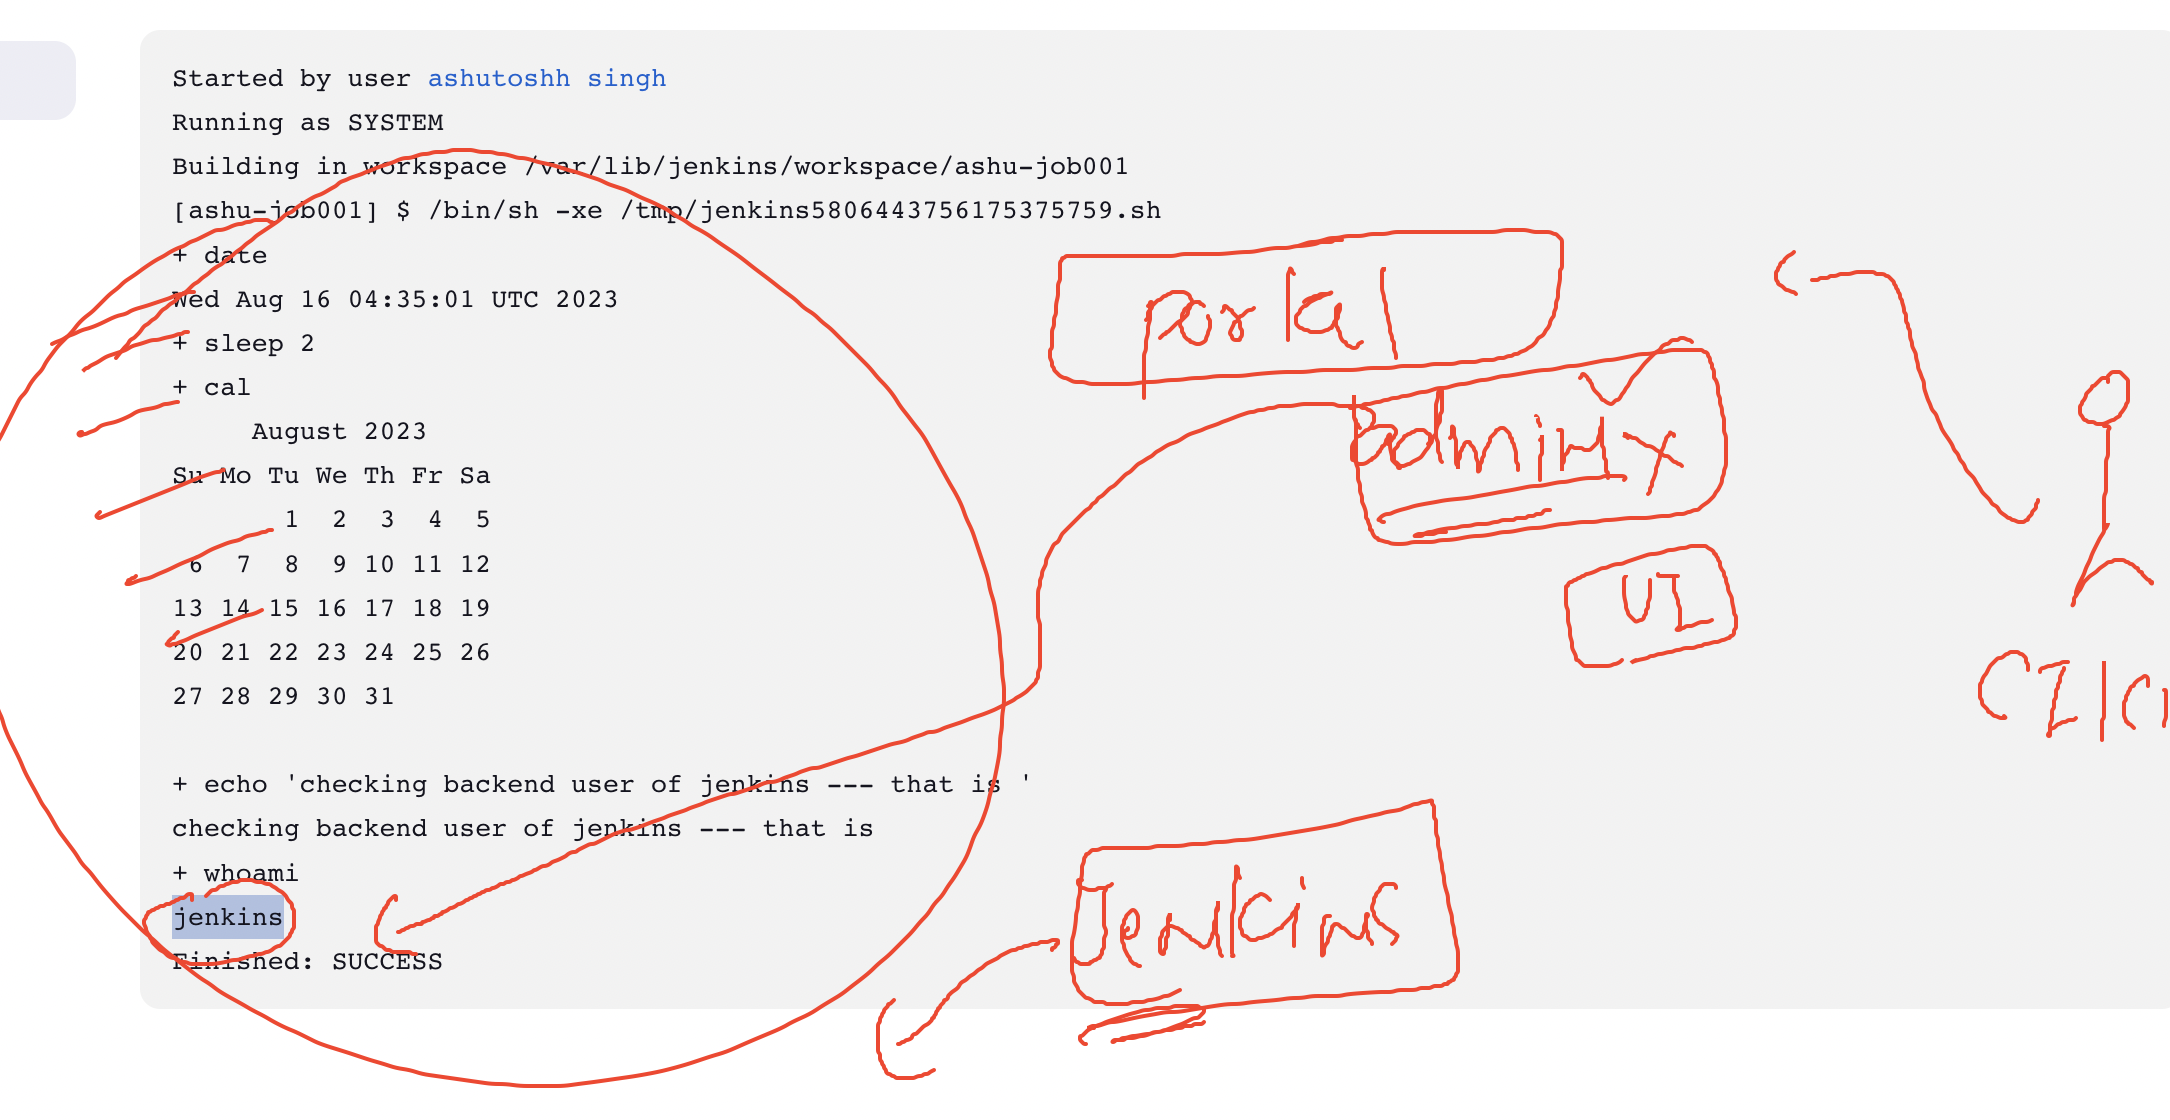 Started by user ashutoshh singh
Running as SYSTEM
Building in workspace /var/lib/jenkins/workspace/ashu-job001
[ashu-job001] $ /bin/sh -xe /tmp/jenkins5806443756175375759.sh
+ date
Wed Aug 16 04:35:01 UTC 2023
+ sleep 2
+ cal
August 2023
Su Mo Tu We Th Fr Sa
1 2 3 4 5
6 7 8 9 10 11 12
13 14 15 16 17 18 19
20 21 22 23 24 25 26
27 28 29 30 31
+ echo 'checking backend user of jenkins --- that is '
checking backend user of jenkins --- that is
+ whoami
jenkins
Finished: SUCCESS
portal
UI
Jenkins